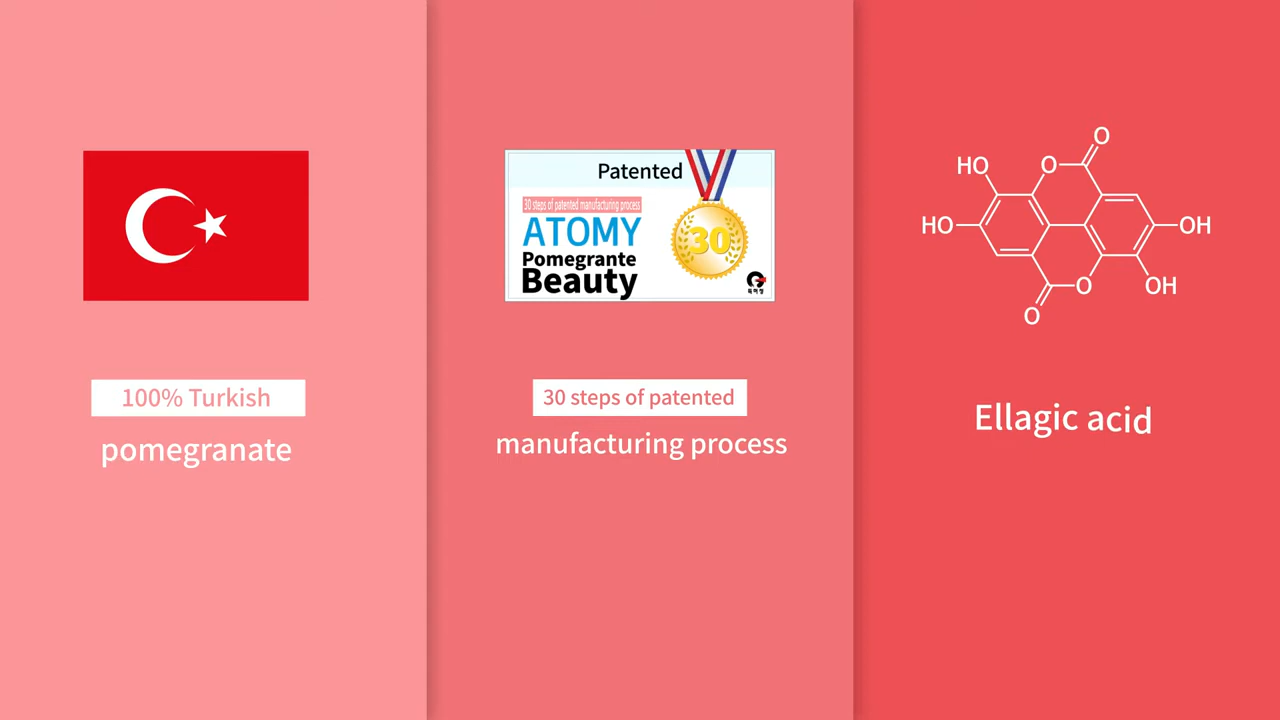 100% Turkish
pomegranate
Patented
30 steps of patented manufacturing process
ATOMY
Pomegrante
Beauty
30
30 steps of patented
manufacturing process
O
HO
O
HO
OH
O
OH
O
Ellagic acid